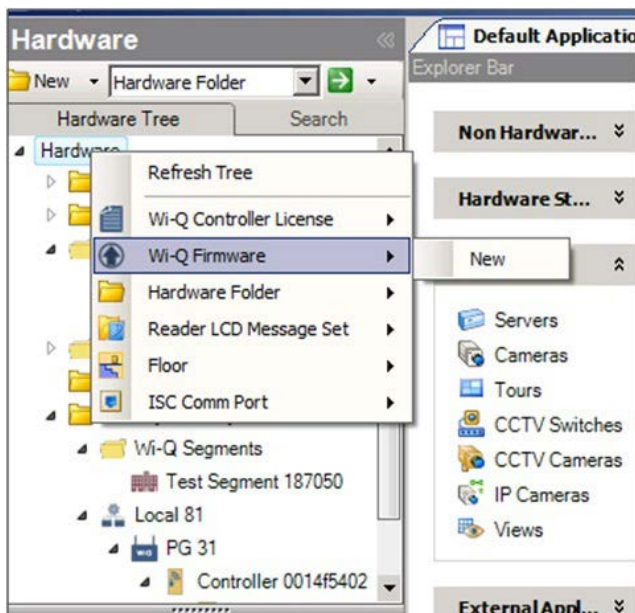 Hardware
Default Applicatio
New Hardware Folder
Explorer Bar
Hardware Tree Search
Hardware
Refresh Tree
Wi-Q Controller License
Wi-Q Firmware
New
Hardware Folder
Reader LCD Message Set
Floor
ISC Comm Port
Wi-Q Segments
Test Segment 187050
Local 81
wa PG 31
Controller 0014f5402
Non Hardwar...
Hardware St...
Servers
Cameras
Tours
CCTV Switches
CCTV Cameras
IP Cameras
Views
External Appl...